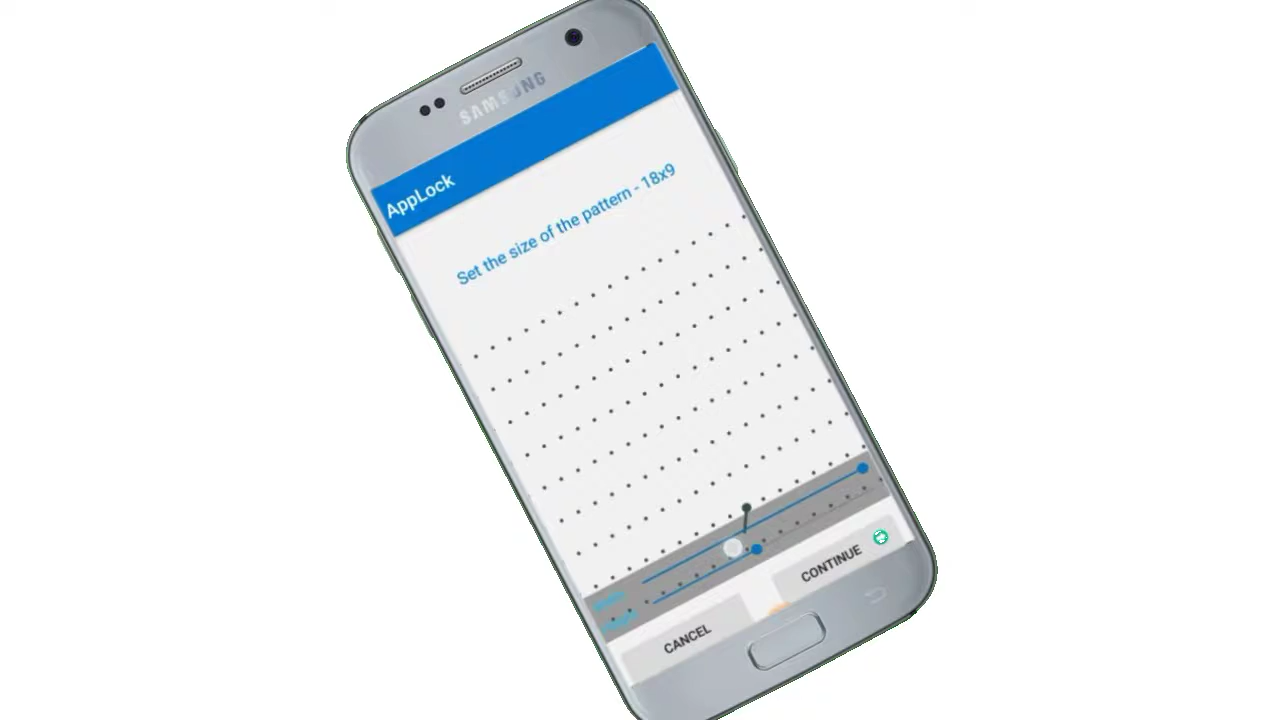 SAMSUNG
AppLock
Set the size of the pattern - 18x9
CANCEL
CONTINUE